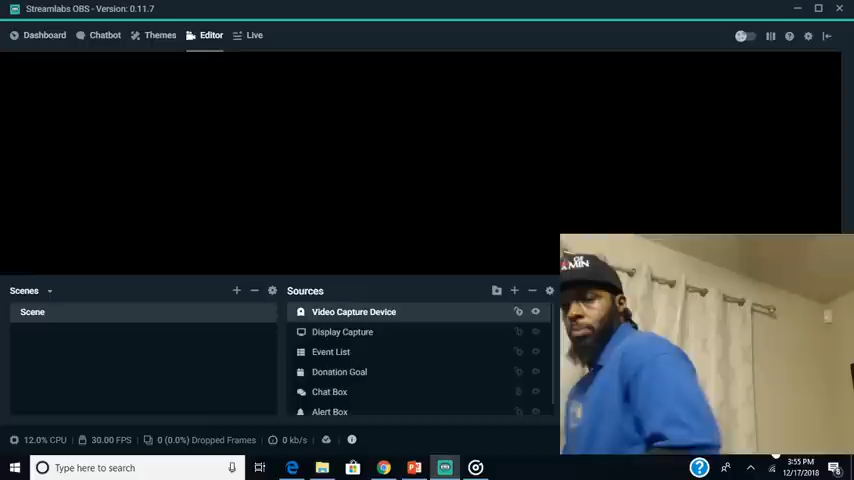 Streamlabs OBS - Version: 0.11.7
Dashboard Chatbot Themes Editor Live
Scenes
Scene
Sources
Video Capture Device
Display Capture
Event List
Donation Goal
Chat Box
Alert Box
12.0% CPU 30.00 FPS 0 (0.0%) Dropped Frames 0 kb/s
Type here to search
3:55 PM
12/17/2018